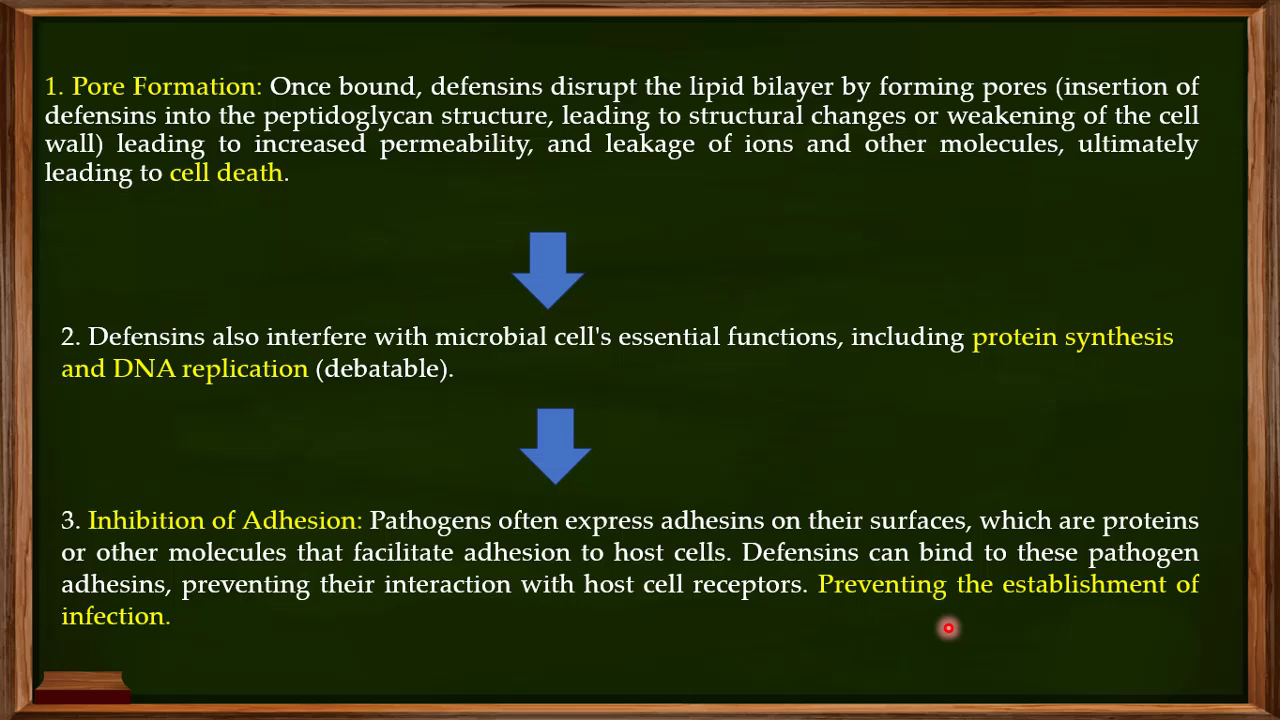 1. Pore Formation: Once bound, defensins disrupt the lipid bilayer by forming pores (insertion of
defensins into the peptidoglycan structure, leading to structural changes or weakening of the cell
wall) leading to increased permeability, and leakage of ions and other molecules, ultimately
leading to cell death.
2. Defensins also interfere with microbial cell's essential functions, including protein synthesis
and DNA replication (debatable).
3. Inhibition of Adhesion: Pathogens often express adhesins on their surfaces, which are proteins
or other molecules that facilitate adhesion to host cells. Defensins can bind to these pathogen
adhesins, preventing their interaction with host cell receptors. Preventing the establishment of
infection.